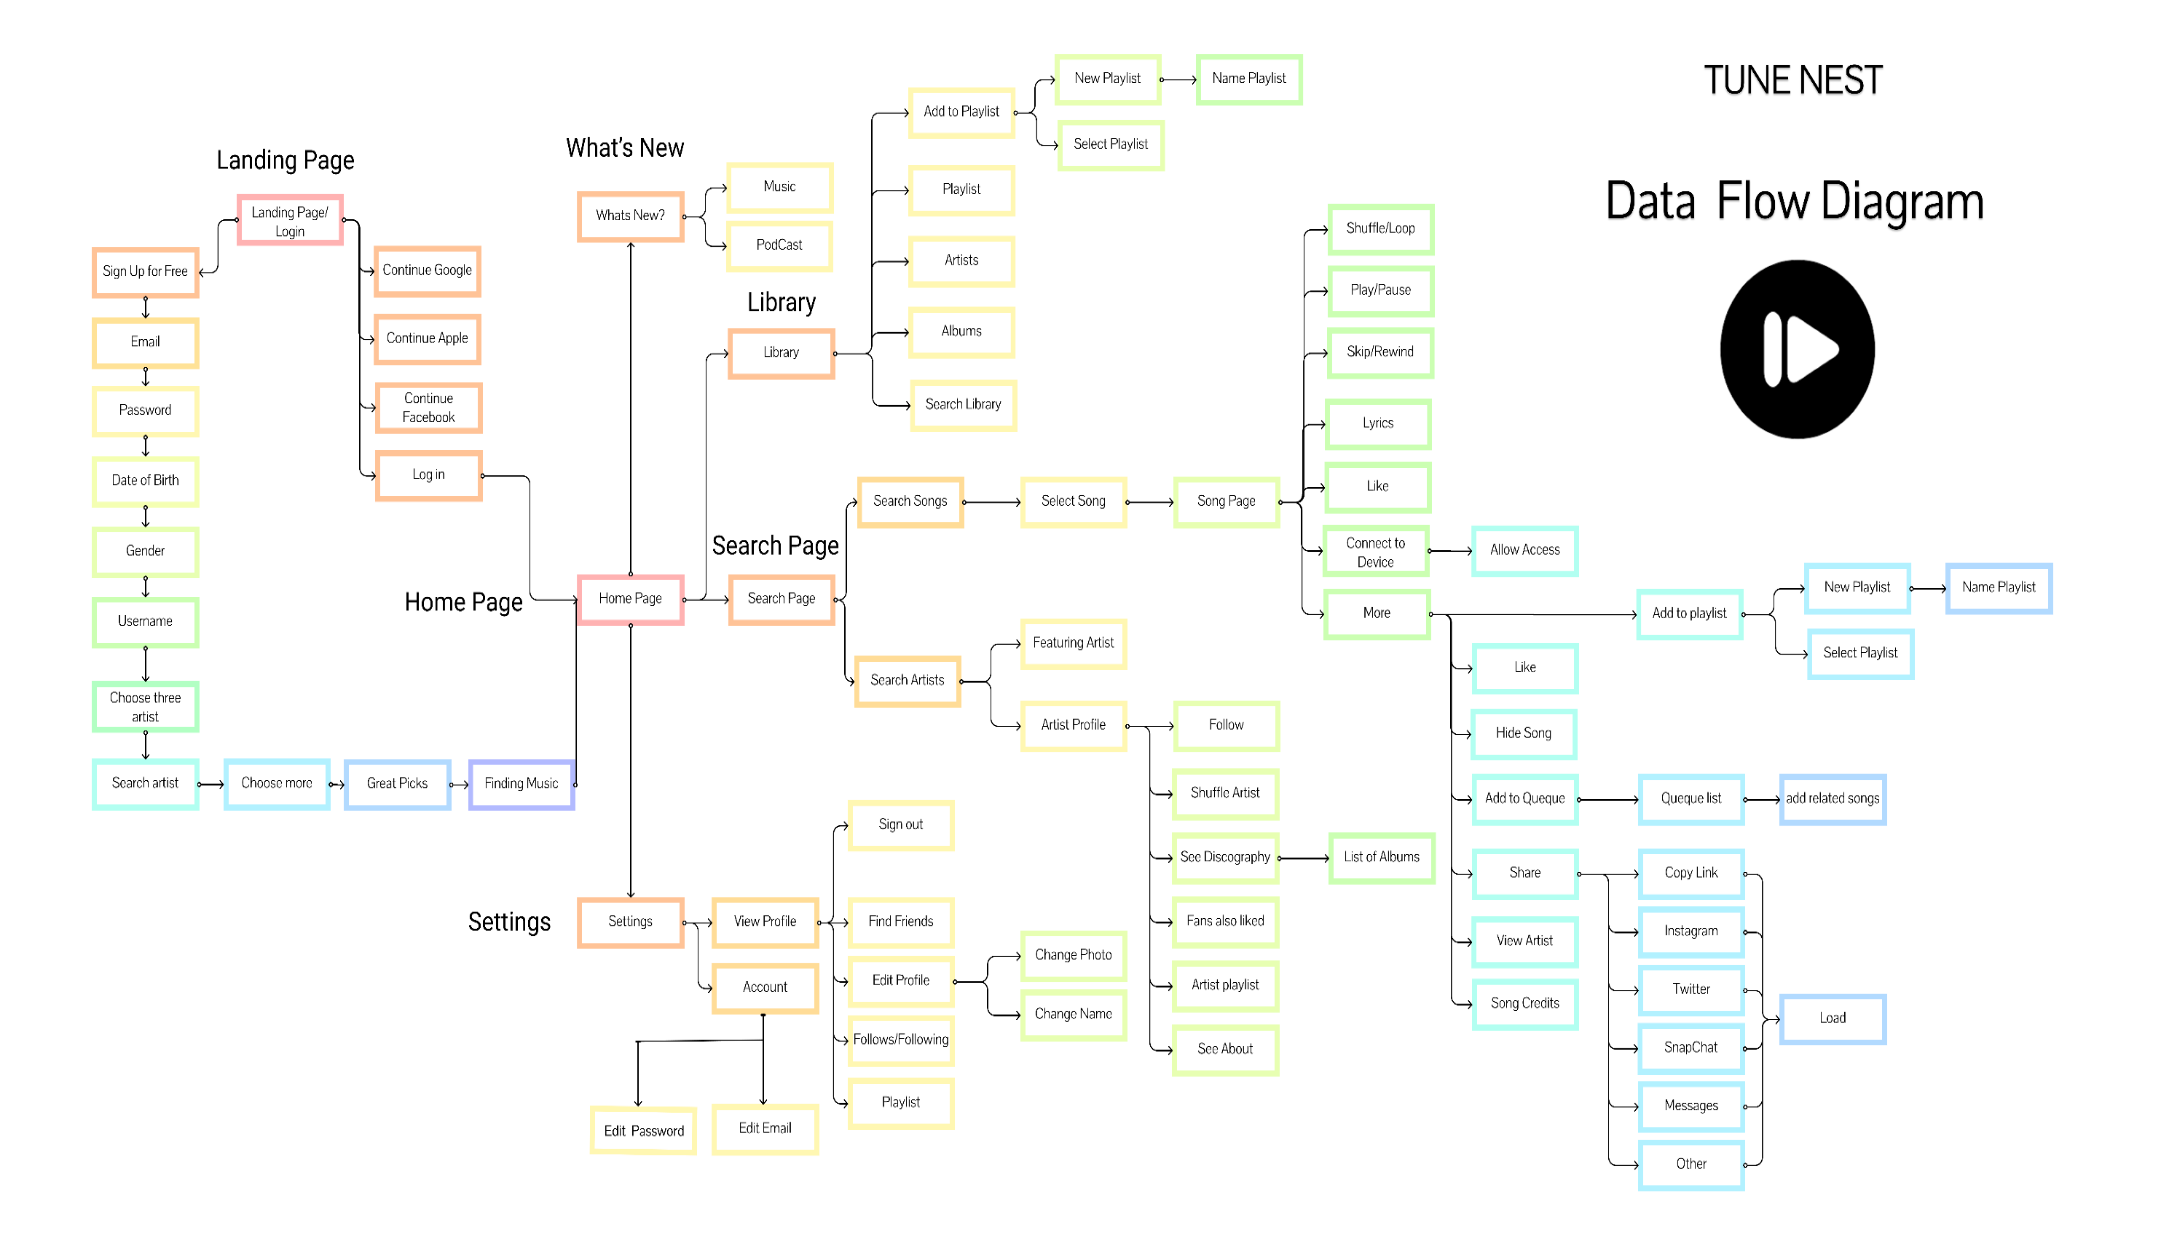 TUNE NEST
Data Flow Diagram
Landing Page
Landing Page/
Login
Sign Up for Free
Email
Password
Date of Birth
Gender
Username
Choose three
artist
Search artist
Choose more
Great Picks
Finding Music
Continue Google
Continue Apple
Continue
Facebook
Log in
Home Page
Home Page
What's New
Whats New?
Music
PodCast
Library
Library
Add to Playlist
New Playlist
Name Playlist
Select Playlist
Playlist
Artists
Albums
Search Library
Search Page
Search Page
Search Songs
Select Song
Song Page
Shuffle/Loop
Play/Pause
Skip/Rewind
Lyrics
Like
Connect to
Device
Allow Access
More
Add to playlist
New Playlist
Name Playlist
Select Playlist
Like
Hide Song
Add to Queque
Queque list
add related songs
Share
Copy Link
Instagram
Twitter
SnapChat
Messages
Other
Load
View Artist
Song Credits
Search Artists
Featuring Artist
Artist Profile
Follow
Shuffle Artist
See Discography
List of Albums
Fans also liked
Artist playlist
See About
Settings
Settings
View Profile
Sign out
Find Friends
Edit Profile
Change Photo
Change Name
Follows/Following
Playlist
Account
Edit Password
Edit Email